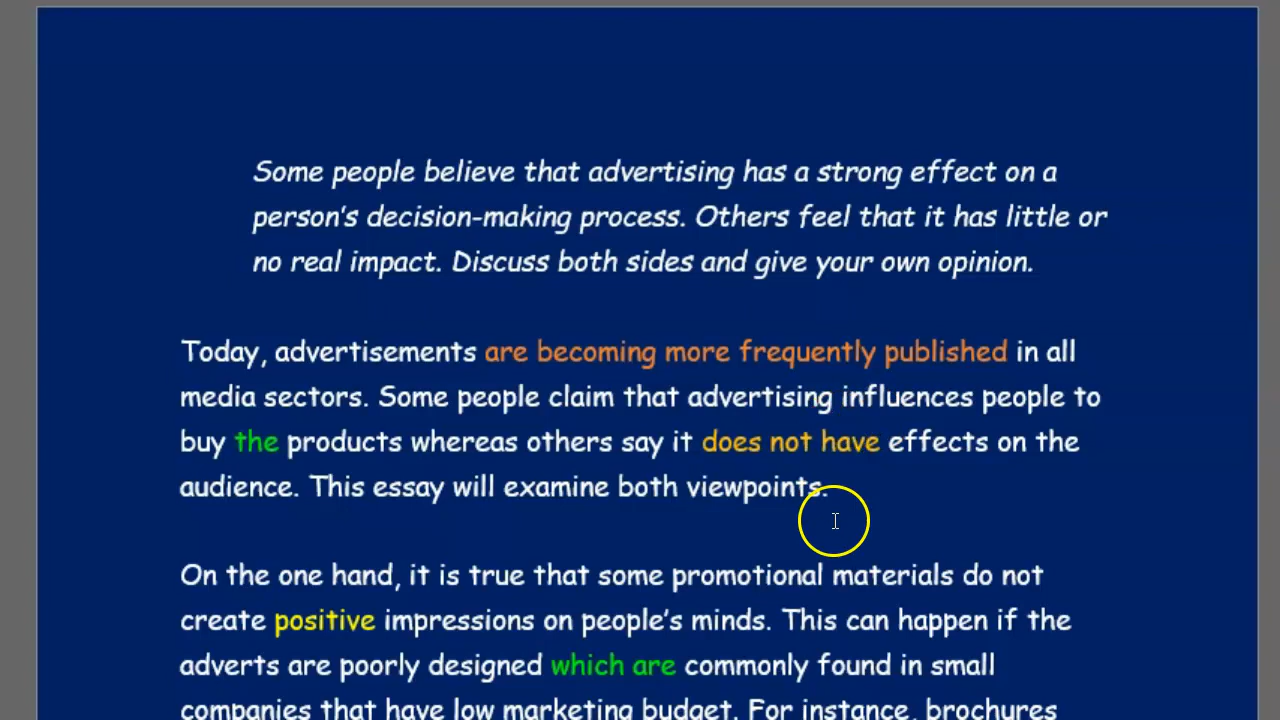 Some people believe that advertising has a strong effect on a
person's decision-making process. Others feel that it has little or
no real impact. Discuss both sides and give your own opinion.
Today, advertisements are becoming more frequently published in all
media sectors. Some people claim that advertising influences people to
buy the products whereas others say it does not have effects on the
audience. This essay will examine both viewpoints.
On the one hand, it is true that some promotional materials do not
create positive impressions on people's minds. This can happen if the
adverts are poorly designed which are commonly found in small
companies that have low marketing budget. For instance, brochures